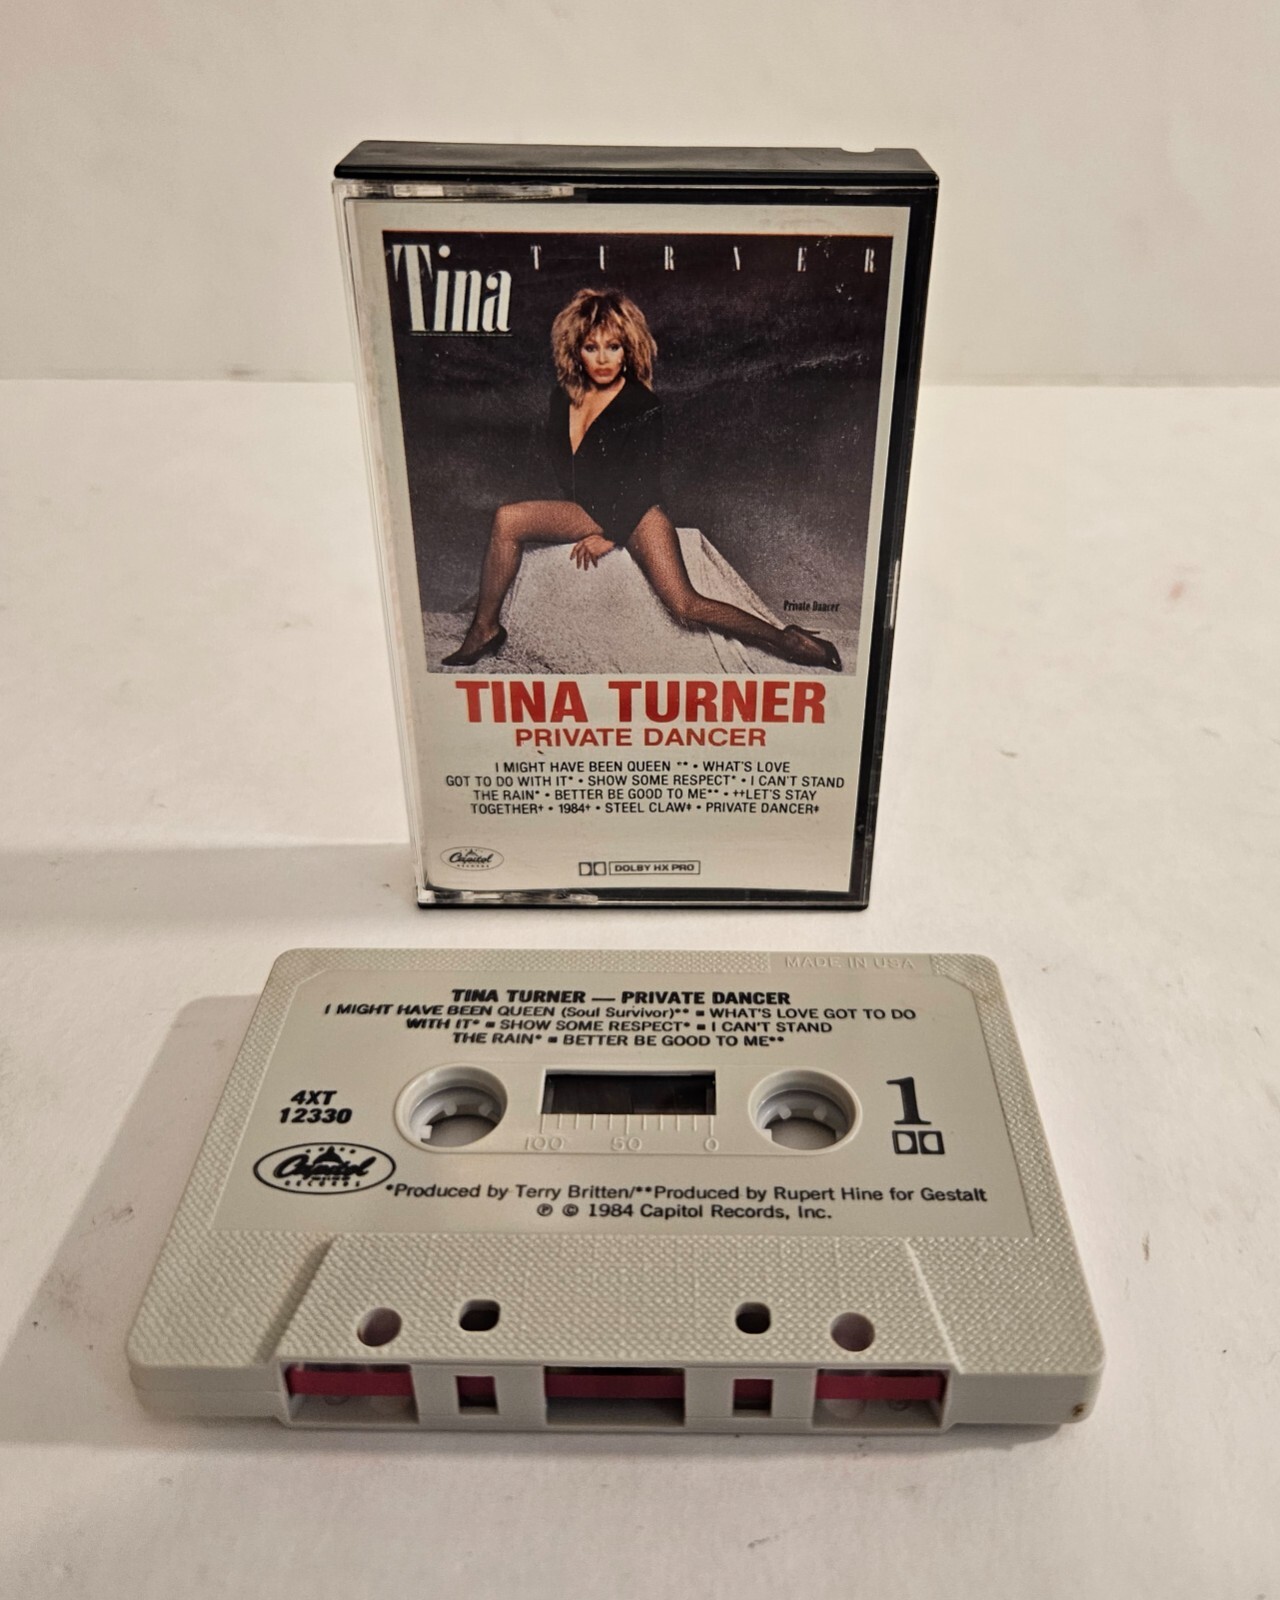 Tina TURNER
Private Dancer
TINA TURNER
PRIVATE DANCER
I MIGHT HAVE BEEN QUEEN ** • WHAT'S LOVE
GOT TO DO WITH IT* • SHOW SOME RESPECT* • I CAN'T STAND
THE RAIN* • BETTER BE GOOD TO ME** • ++LET'S STAY
TOGETHER+ • 1984+ • STEEL CLAW‡ • PRIVATE DANCER‡
Capitol
RECORDS
DOLBY HX PRO
MADE IN USA
TINA TURNER — PRIVATE DANCER
I MIGHT HAVE BEEN QUEEN (Soul Survivor)** ■ WHAT'S LOVE GOT TO DO
WITH IT* ■ SHOW SOME RESPECT* ■ I CAN'T STAND
THE RAIN* ■ BETTER BE GOOD TO ME**
4XT
12330
1
100 50 0
Capitol
RECORDS
*Produced by Terry Britten/**Produced by Rupert Hine for Gestalt
℗ © 1984 Capitol Records, Inc.